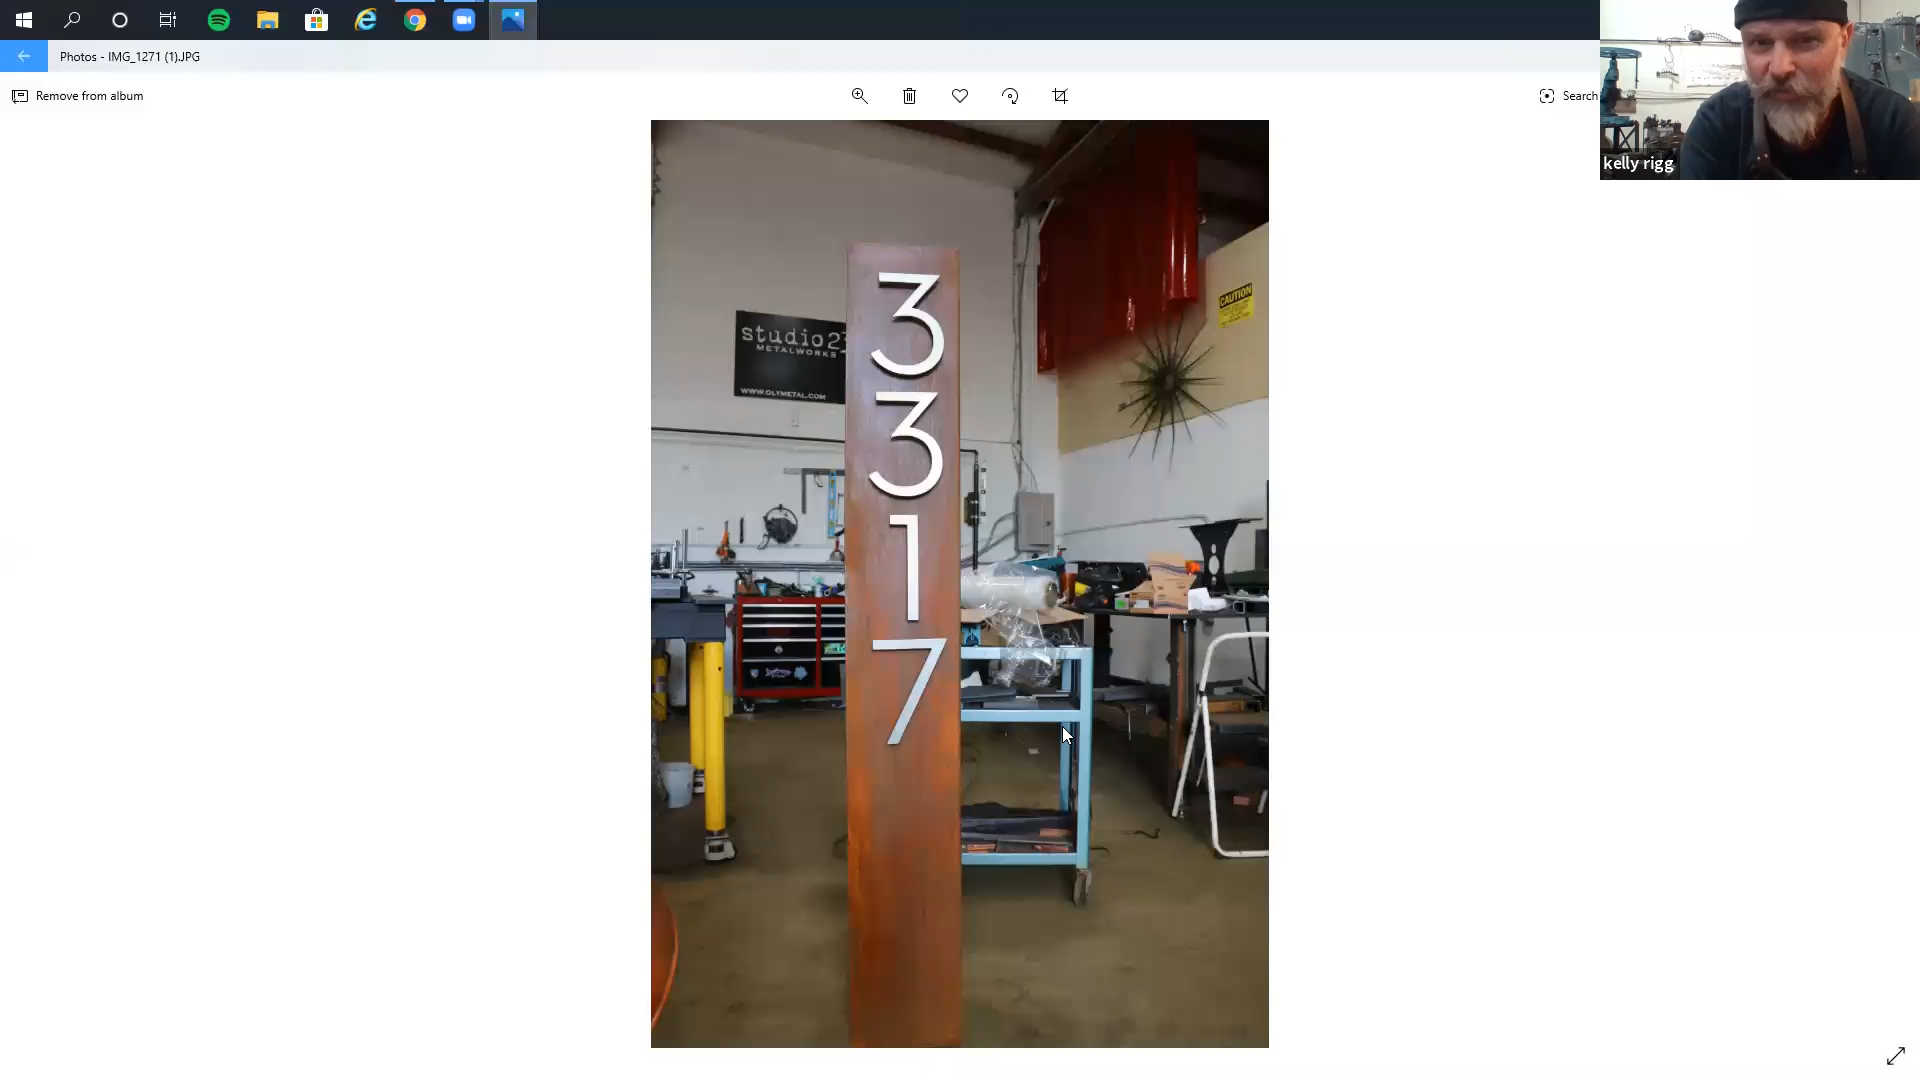 Photos - IMG_1271 (1).JPG
Remove from album
Search
kelly rigg
3
3
1
7
studio2
METALWORKS
WWW.OLYMETAL.COM
CAUTION